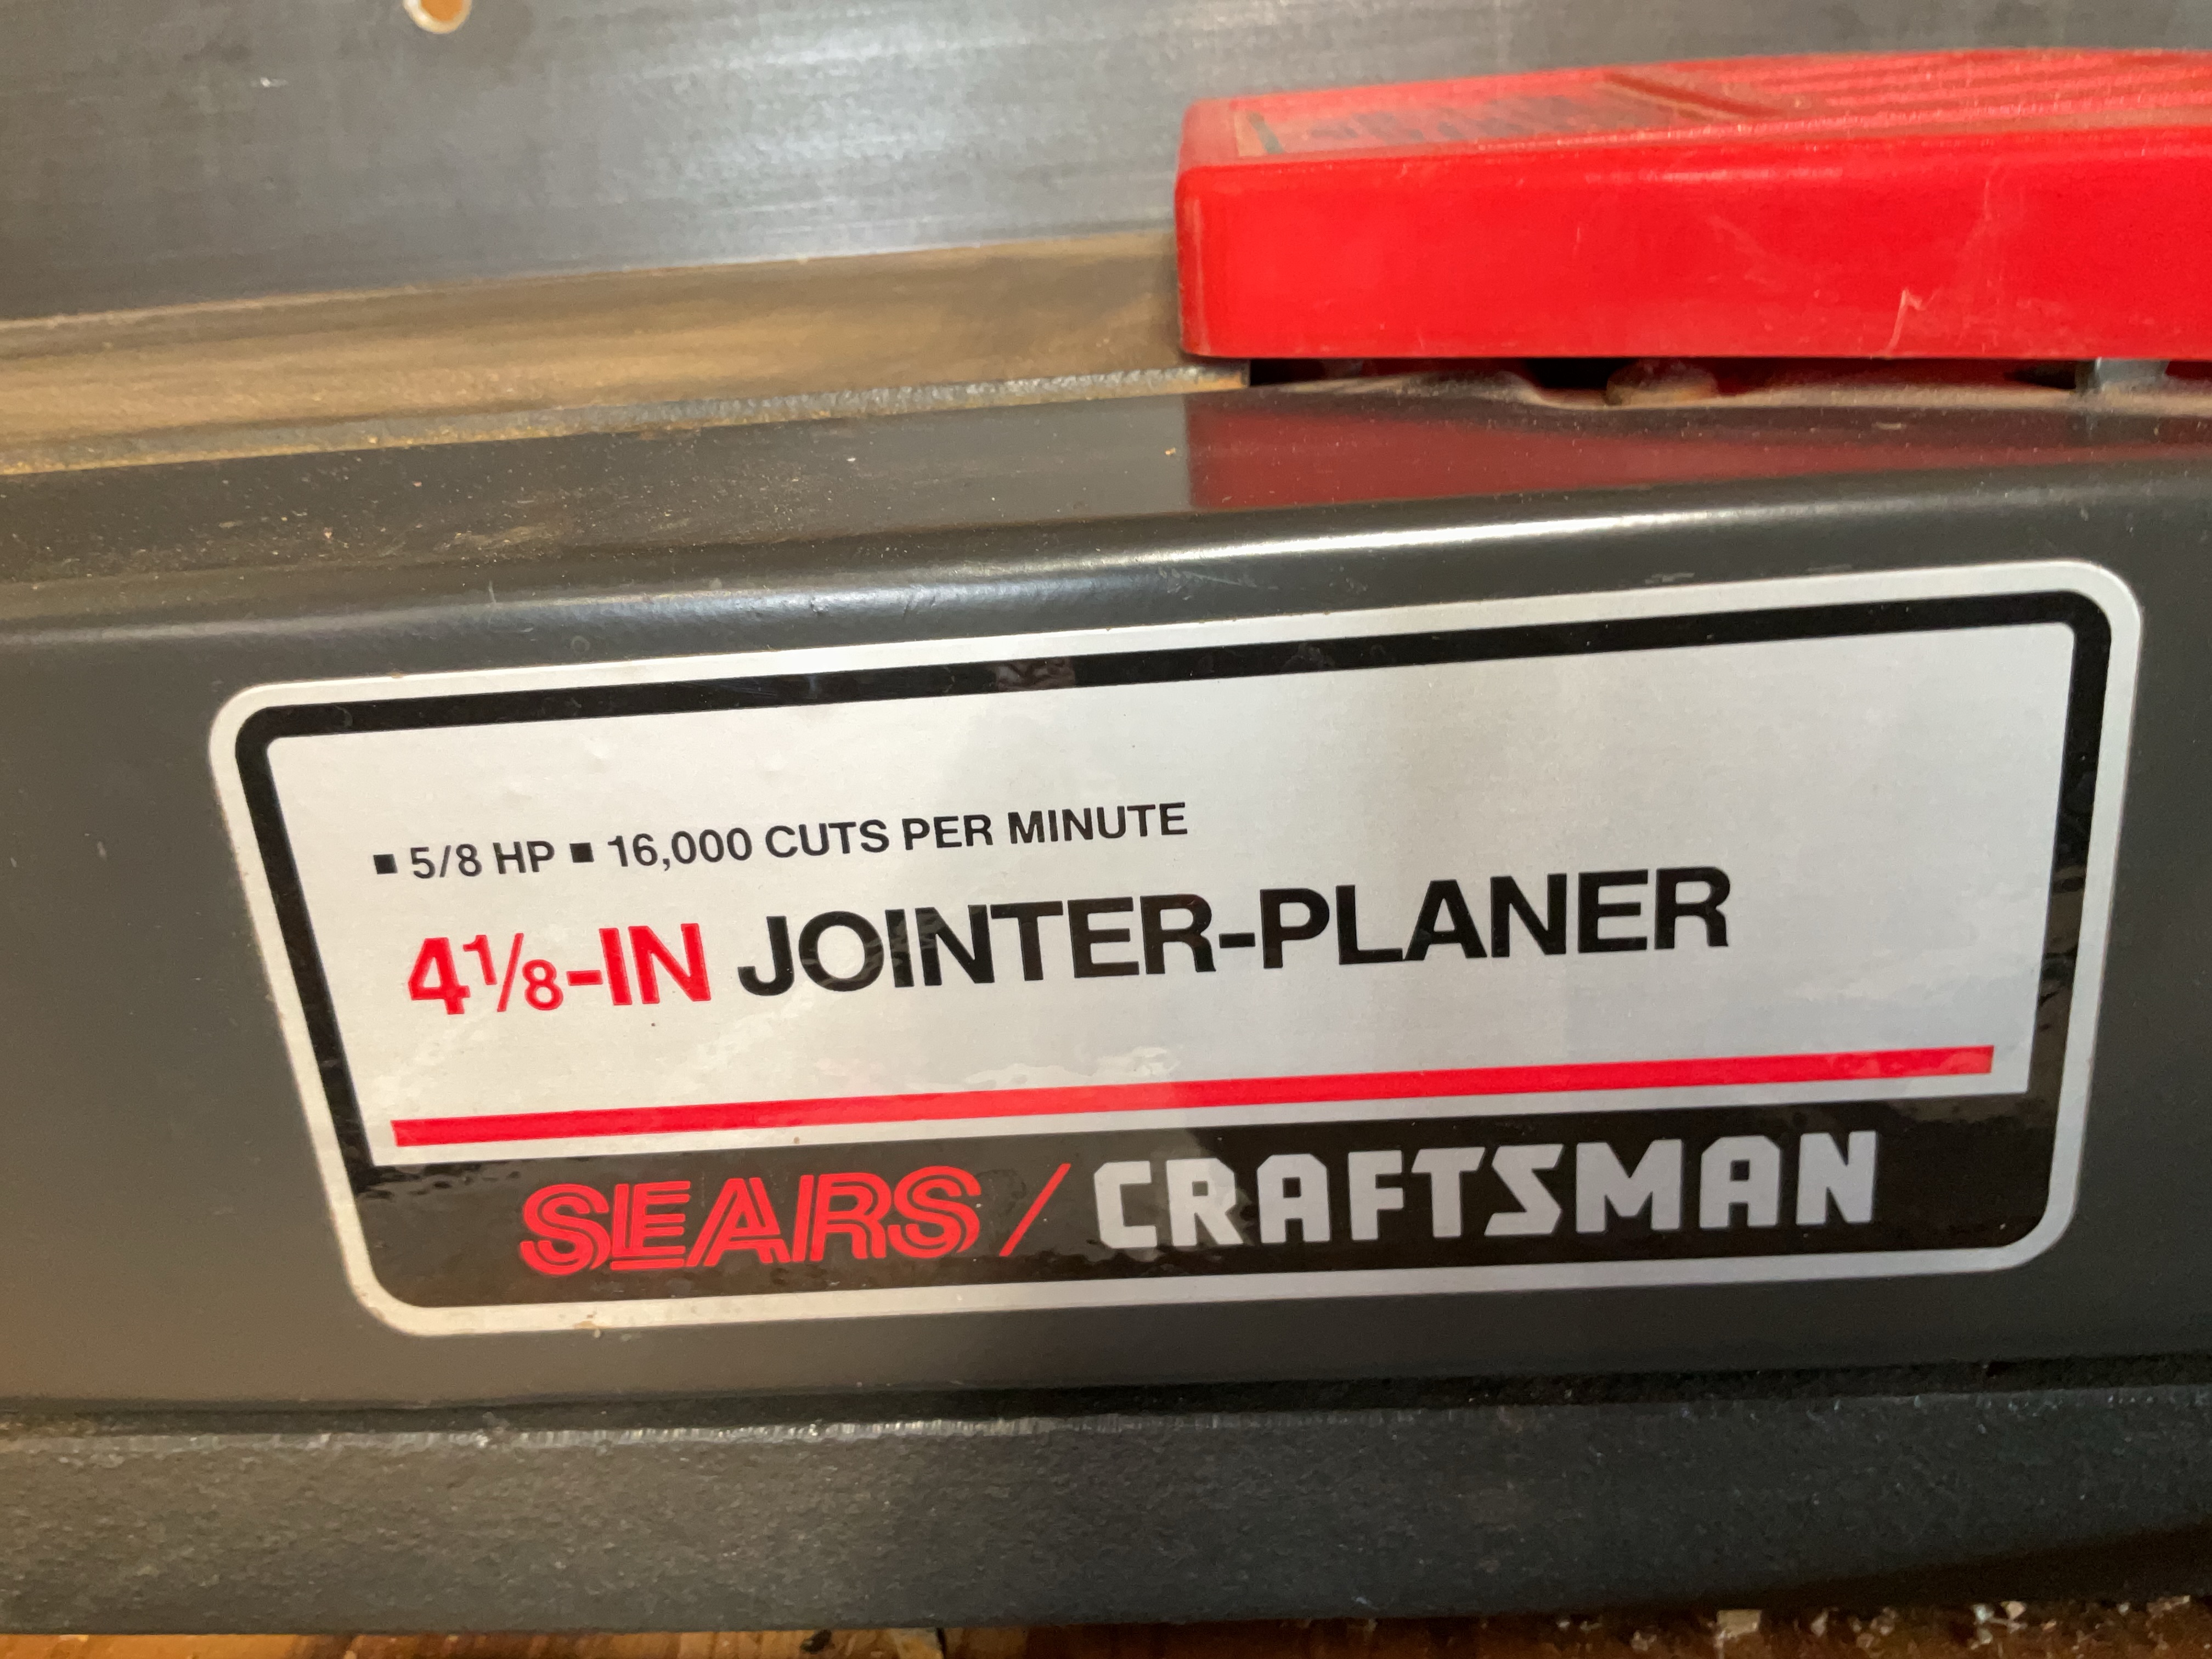 ■ 5/8 HP ■ 16,000 CUTS PER MINUTE
4⅛-IN JOINTER-PLANER
SEARS / CRAFTSMAN